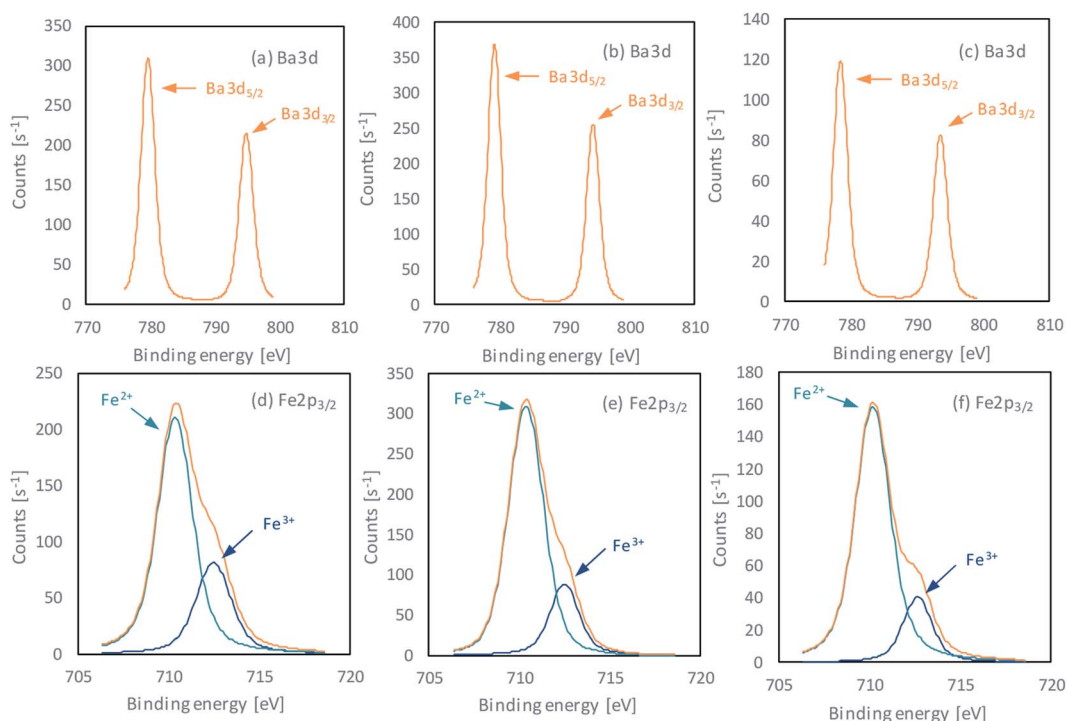 (a) Ba3d
Ba3d5/2
Ba3d3/2
Counts [s-1]
350
300
250
200
150
100
50
0
770 780 790 800 810
Binding energy [eV]
(b) Ba3d
Ba3d5/2
Ba3d3/2
Counts [s-1]
400
350
300
250
200
150
100
50
0
770 780 790 800 810
Binding energy [eV]
(c) Ba3d
Ba3d5/2
Ba3d3/2
Counts [s-1]
140
120
100
80
60
40
20
0
770 780 790 800 810
Binding energy [eV]
(d) Fe2p3/2
Fe2+
Fe3+
Counts [s-1]
250
200
150
100
50
0
705 710 715 720
Binding energy [eV]
(e) Fe2p3/2
Fe2+
Fe3+
Counts [s-1]
350
300
250
200
150
100
50
0
705 710 715 720
Binding energy [eV]
(f) Fe2p3/2
Fe2+
Fe3+
Counts [s-1]
180
160
140
120
100
80
60
40
20
0
705 710 715 720
Binding energy [eV]